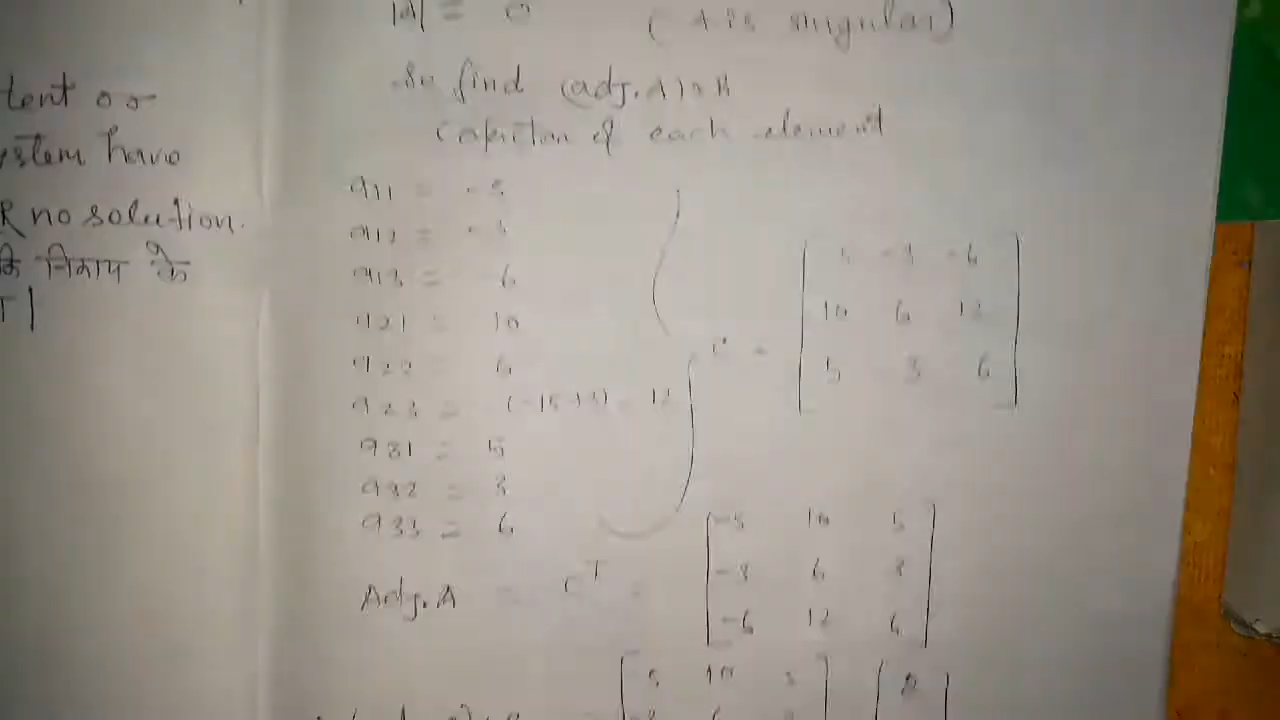 tent or
ystem have
R no solution.
कि निकाय के
|A| = 0 (A is singular)
So find (adj.A)
of each element
a11 = -5
a12 = -3
a13 = 6
a21 = 10
a22 = 6
a23 = -(-15+3) = 12
a31 = 5
a32 = 3
a33 = 6
-3 -6
10 6 12
5 3 6
Adj.A = C^T =
-5 10 5
-3 6 3
-6 12 6
5 10 5